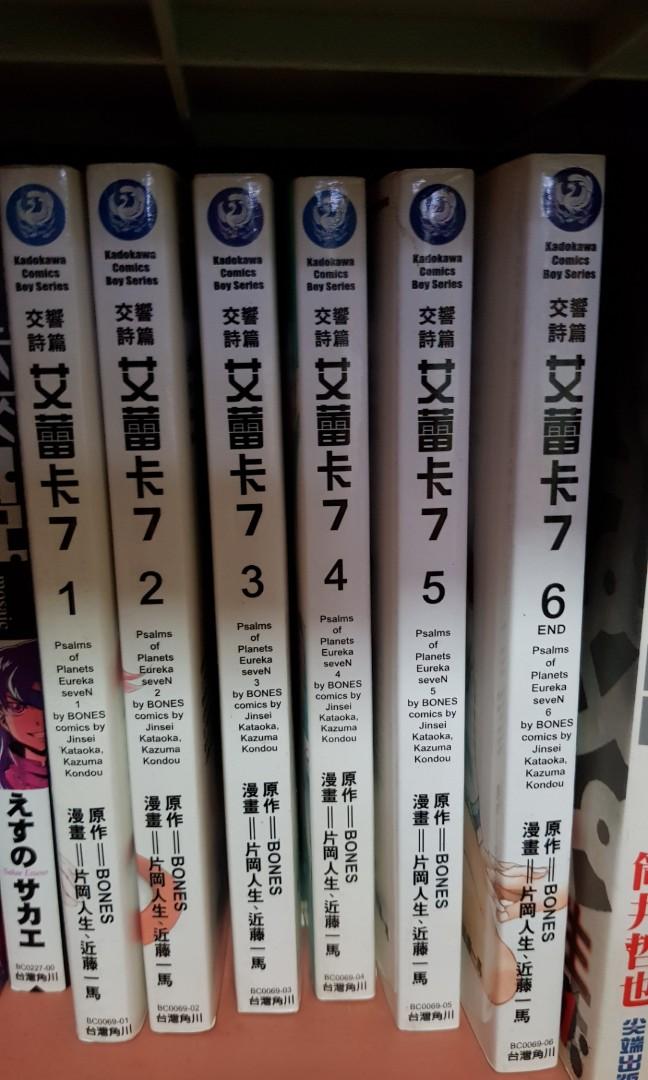 mosaic
えすのサカエ
Sakae Esuno
BC0227-00
台灣角川
Kadokawa
Comics
Boy Series
交響
詩篇
艾蕾卡7
1
Psalms
of
Planets
Eureka
seveN
1
by BONES
comics by
Jinsei
Kataoka,
Kazuma
Kondou
原作＝BONES
漫畫＝片岡人生、近藤一馬
BC0069-01
台灣角川
Kadokawa
Comics
Boy Series
交響
詩篇
艾蕾卡7
2
Psalms
of
Planets
Eureka
seveN
2
by BONES
comics by
Jinsei
Kataoka,
Kazuma
Kondou
原作＝BONES
漫畫＝片岡人生、近藤一馬
BC0069-02
台灣角川
Kadokawa
Comics
Boy Series
交響
詩篇
艾蕾卡7
3
Psalms
of
Planets
Eureka
seveN
3
by BONES
comics by
Jinsei
Kataoka,
Kazuma
Kondou
原作＝BONES
漫畫＝片岡人生、近藤一馬
BC0069-03
台灣角川
Kadokawa
Comics
Boy Series
交響
詩篇
艾蕾卡7
4
Psalms
of
Planets
Eureka
seveN
4
by BONES
comics by
Jinsei
Kataoka,
Kazuma
Kondou
原作＝BONES
漫畫＝片岡人生、近藤一馬
BC0069-04
台灣角川
Kadokawa
Comics
Boy Series
交響
詩篇
艾蕾卡7
5
Psalms
of
Planets
Eureka
seveN
5
by BONES
comics by
Jinsei
Kataoka,
Kazuma
Kondou
原作＝BONES
漫畫＝片岡人生、近藤一馬
BC0069-05
台灣角川
Kadokawa
Comics
Boy Series
交響
詩篇
艾蕾卡7
6
END
Psalms
of
Planets
Eureka
seveN
6
by BONES
comics by
Jinsei
Kataoka,
Kazuma
Kondou
原作＝BONES
漫畫＝片岡人生、近藤一馬
BC0069-06
台灣角川
筒井哲也
尖端出版